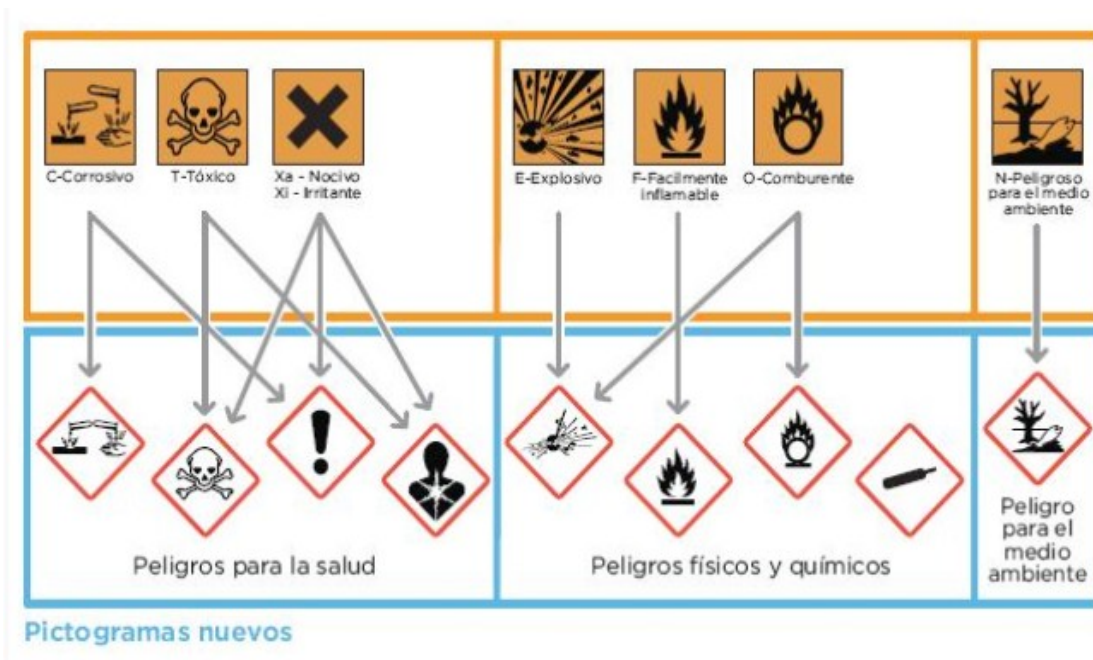 C-Corrosivo
T-Tóxico
Xa - Nocivo
Xi - Irritante
E-Explosivo
F-Facilmente
inflamable
O-Comburente
N-Peligroso
para el medio
ambiente
Peligros para la salud
Peligros físicos y químicos
Peligro
para el
medio
ambiente
Pictogramas nuevos